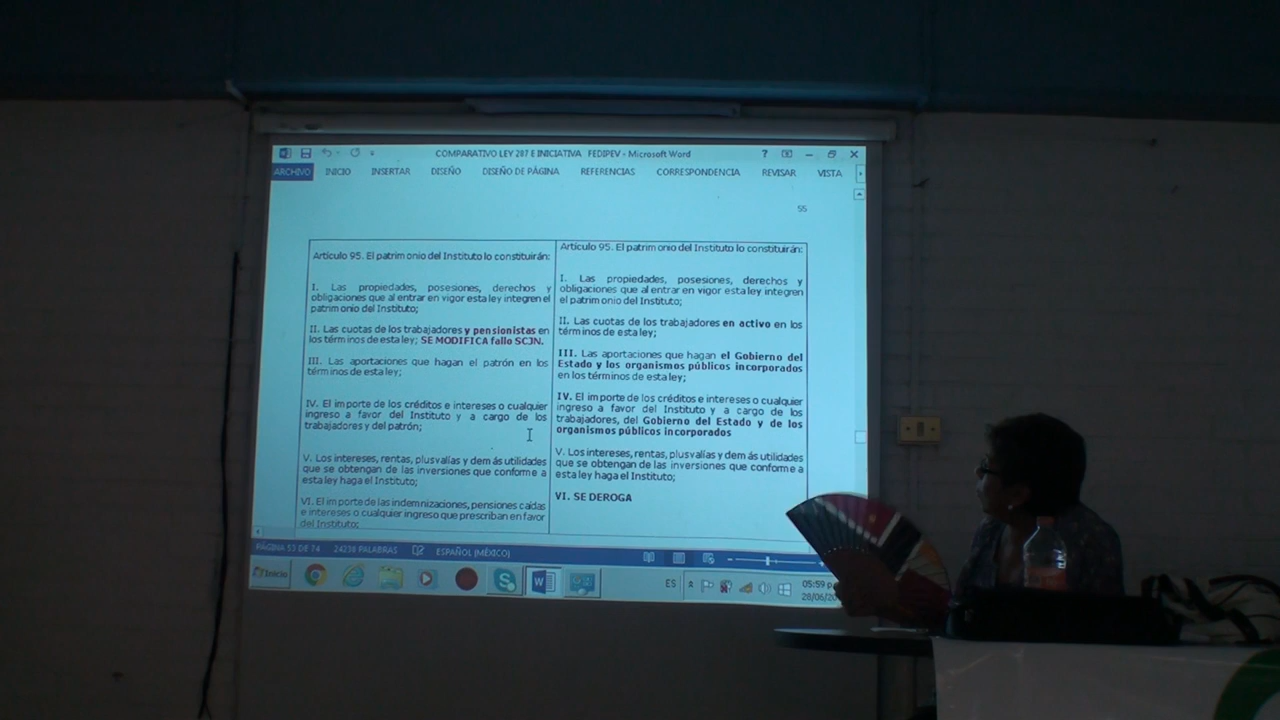 COMPARATIVO LEY 287 E INICIATIVA FEDIPEV - Microsoft Word
ARCHIVO INICIO INSERTAR DISEÑO DISEÑO DE PÁGINA REFERENCIAS CORRESPONDENCIA REVISAR VISTA
55
Artículo 95. El patrimonio del Instituto lo constituirán:
I. Las propiedades, posesiones, derechos y
obligaciones que al entrar en vigor esta ley integren el
patrimonio del Instituto;
II. Las cuotas de los trabajadores y pensionistas en
los términos de esta ley; SE MODIFICA fallo SCJN.
III. Las aportaciones que hagan el patrón en los
términos de esta ley;
IV. El importe de los créditos e intereses o cualquier
ingreso a favor del Instituto y a cargo de los
trabajadores y del patrón;
V. Los intereses, rentas, plusvalías y demás utilidades
que se obtengan de las inversiones que conforme a
esta ley haga el Instituto;
VI. El importe de las indemnizaciones, pensiones caídas
e intereses o cualquier ingreso que prescriban en favor
del Instituto;
Artículo 95. El patrimonio del Instituto lo constituirán:
I. Las propiedades, posesiones, derechos y
obligaciones que al entrar en vigor esta ley integren
el patrimonio del Instituto;
II. Las cuotas de los trabajadores en activo en los
términos de esta ley;
III. Las aportaciones que hagan el Gobierno del
Estado y los organismos públicos incorporados
en los términos de esta ley;
IV. El importe de los créditos e intereses o cualquier
ingreso a favor del Instituto y a cargo de los
trabajadores, del Gobierno del Estado y de los
organismos públicos incorporados
V. Los intereses, rentas, plusvalías y demás utilidades
que se obtengan de las inversiones que conforme a
esta ley haga el Instituto;
VI. SE DEROGA
PÁGINA 53 DE 74 24238 PALABRAS ESPAÑOL (MÉXICO)
Inicio ES 05:59 p
28/06/20